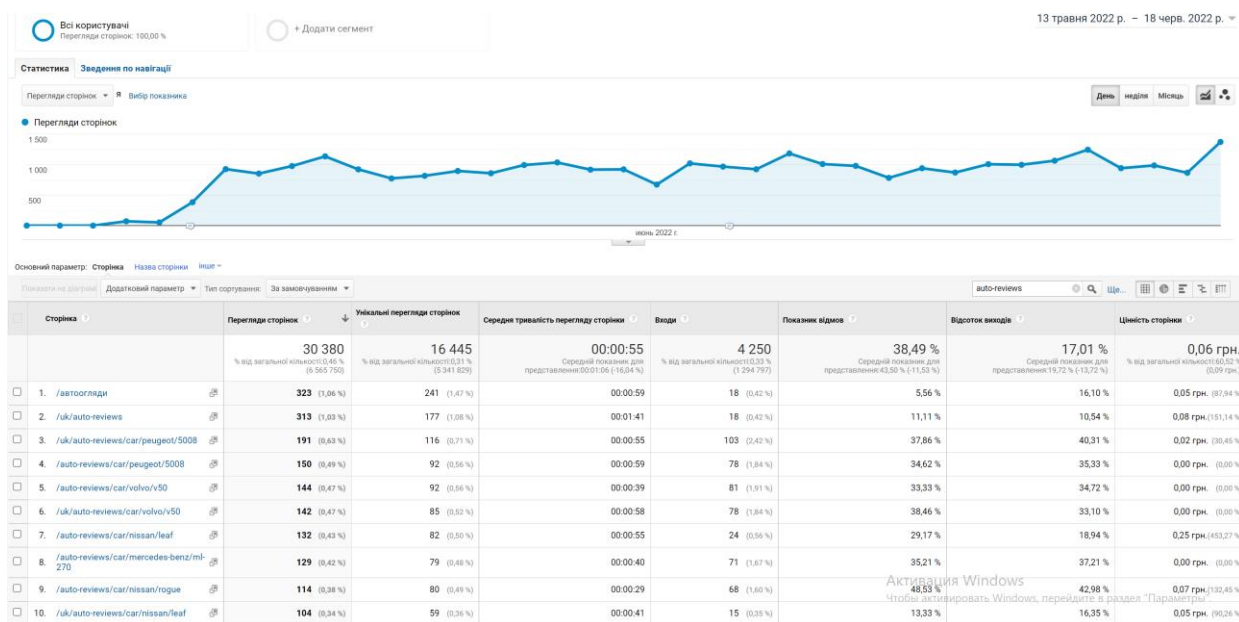 Всі користувачі
Перегляди сторінок: 100,00 %
+ Додати сегмент
13 травня 2022 р. – 18 черв. 2022 р.
Статистика Зведення по навігації
Перегляди сторінок Я Вибір показника
День неділя Місяць
Перегляди сторінок
1 500
1 000
500
июнь 2022 г.
Основний параметр: Сторінка Назва сторінки інше
Показати на діаграмі Додатковий параметр Тип сортування: За замовчуванням auto-reviews Ще...
Сторінка Перегляди сторінок Унікальні перегляди сторінок Середня тривалість перегляду сторінки Входи Показник відмов Відсоток виходів Цінність сторінки
30 380 16 445 00:00:55 4 250 38,49 % 17,01 % 0,06 грн.
% від загальної кількості:0,46 % % від загальної кількості:0,31 % Середній показник для % від загальної кількості:0,33 % Середній показник для Середній показник для % від загальної кількості:60,52 %
(6 565 750) (5 341 829) представлення:00:01:06 (-16,04 %) (1 294 797) представлення:43,50 % (-11,53 %) представлення:19,72 % (-13,72 %) (0,09 грн.)
1. /автоогляди 323 (1,06 %) 241 (1,47 %) 00:00:59 18 (0,42 %) 5,56 % 16,10 % 0,05 грн. (87,94 %
2. /uk/auto-reviews 313 (1,03 %) 177 (1,08 %) 00:01:41 18 (0,42 %) 11,11 % 10,54 % 0,08 грн.(151,14 %
3. /uk/auto-reviews/car/peugeot/5008 191 (0,63 %) 116 (0,71 %) 00:00:55 103 (2,42 %) 37,86 % 40,31 % 0,02 грн. (30,45 %
4. /auto-reviews/car/peugeot/5008 150 (0,49 %) 92 (0,56 %) 00:00:59 78 (1,84 %) 34,62 % 35,33 % 0,00 грн. (0,00 %
5. /auto-reviews/car/volvo/v50 144 (0,47 %) 92 (0,56 %) 00:00:39 81 (1,91 %) 33,33 % 34,72 % 0,00 грн. (0,00 %
6. /uk/auto-reviews/car/volvo/v50 142 (0,47 %) 85 (0,52 %) 00:00:58 78 (1,84 %) 38,46 % 33,10 % 0,00 грн. (0,00 %
7. /auto-reviews/car/nissan/leaf 132 (0,43 %) 82 (0,50 %) 00:00:55 24 (0,56 %) 29,17 % 18,94 % 0,25 грн.(453,27 %
8. /auto-reviews/car/mercedes-benz/ml-
270 129 (0,42 %) 79 (0,48 %) 00:00:40 71 (1,67 %) 35,21 % 37,21 % 0,00 грн. (0,00 %
Активация Windows
9. /auto-reviews/car/nissan/rogue 114 (0,38 %) 80 (0,49 %) 00:00:29 68 (1,60 %) 48,53 % 42,98 % 0,07 грн.(132,45 %
Чтобы активировать Windows, перейдите в раздел "Параметры".
10. /uk/auto-reviews/car/nissan/leaf 104 (0,34 %) 59 (0,36 %) 00:00:41 15 (0,35 %) 13,33 % 16,35 % 0,05 грн. (90,26 %